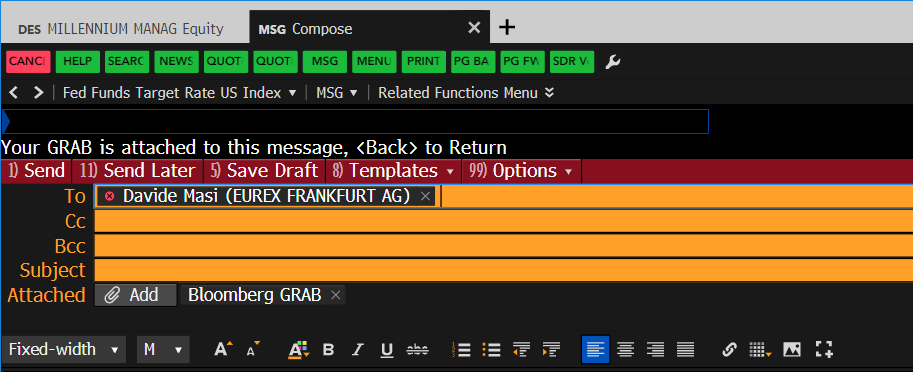 DES MILLENNIUM MANAG Equity MSG Compose
CANC HELP SEARC NEWS QUOT QUOT MSG MENU PRINT PG BA PG FW SDR V
Fed Funds Target Rate US Index MSG Related Functions Menu
Your GRAB is attached to this message, <Back> to Return
1) Send 11) Send Later 5) Save Draft 8) Templates 99) Options
To Davide Masi (EUREX FRANKFURT AG)
Cc
Bcc
Subject
Attached Add Bloomberg GRAB
Fixed-width M A A A B I U abc